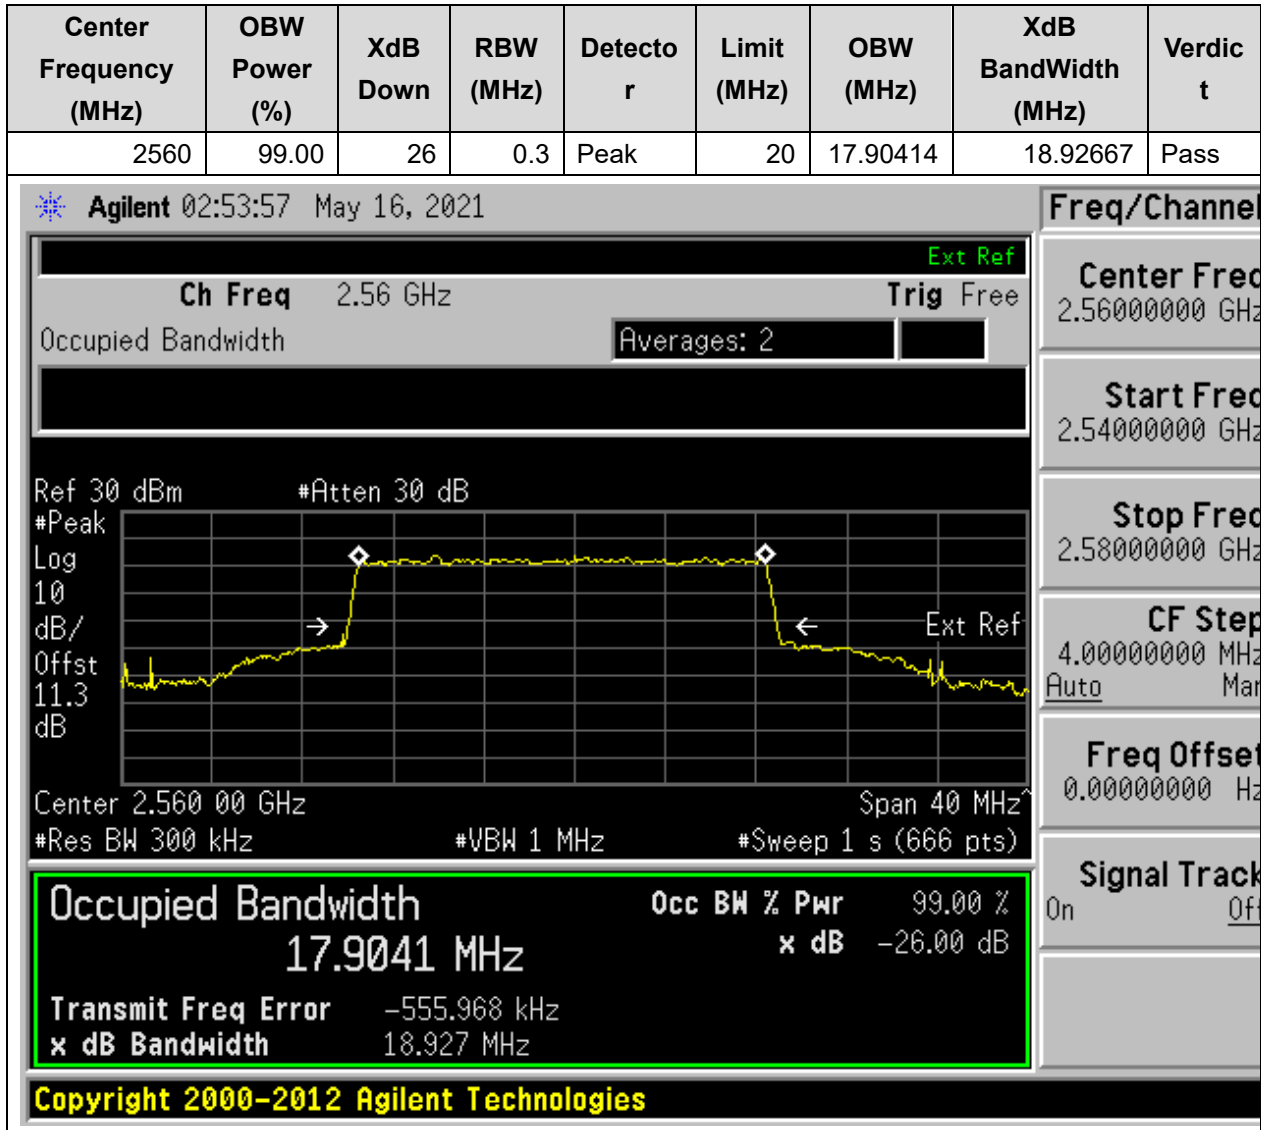 Center Frequency (MHz) OBW Power (%) XdB Down RBW (MHz) Detecto r Limit (MHz) OBW (MHz) XdB BandWidth (MHz) Verdic t
2560 99.00 26 0.3 Peak 20 17.90414 18.92667 Pass
Agilent 02:53:57 May 16, 2021
Freq/Channel
Ext Ref
Ch Freq 2.56 GHz Trig Free
Occupied Bandwidth Averages: 2
Center Freq
2.56000000 GHz
Start Freq
2.54000000 GHz
Stop Freq
2.58000000 GHz
CF Step
4.00000000 MHz
Auto Man
Freq Offset
0.00000000 Hz
Signal Track
On Off
Ref 30 dBm #Atten 30 dB
#Peak
Log
10
dB/
Offst
11.3
dB
Ext Ref
Center 2.560 00 GHz Span 40 MHz^
#Res BW 300 kHz #VBW 1 MHz #Sweep 1 s (666 pts)
Occupied Bandwidth Occ BW % Pwr 99.00 %
17.9041 MHz x dB -26.00 dB
Transmit Freq Error -555.968 kHz
x dB Bandwidth 18.927 MHz
Copyright 2000-2012 Agilent Technologies